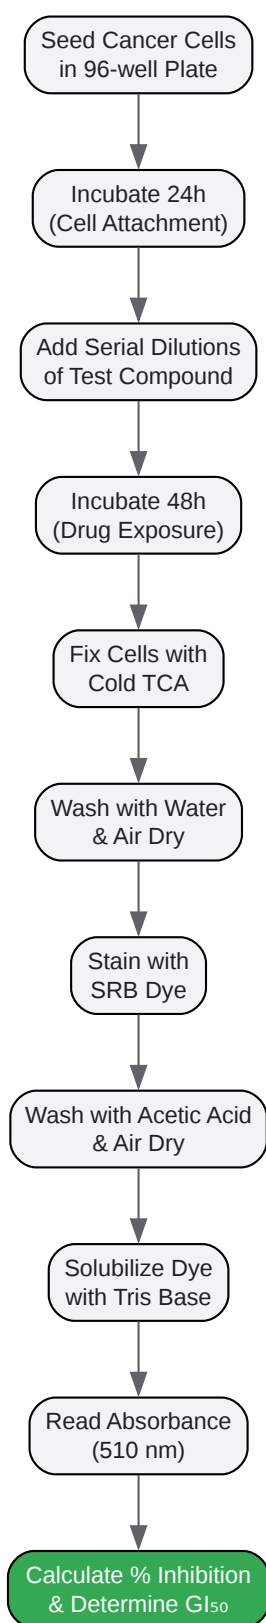 Seed Cancer Cells
in 96-well Plate
Incubate 24h
(Cell Attachment)
Add Serial Dilutions
of Test Compound
Incubate 48h
(Drug Exposure)
Fix Cells with
Cold TCA
Wash with Water
& Air Dry
Stain with
SRB Dye
Wash with Acetic Acid
& Air Dry
Solubilize Dye
with Tris Base
Read Absorbance
(510 nm)
Calculate % Inhibition
& Determine GI₅₀